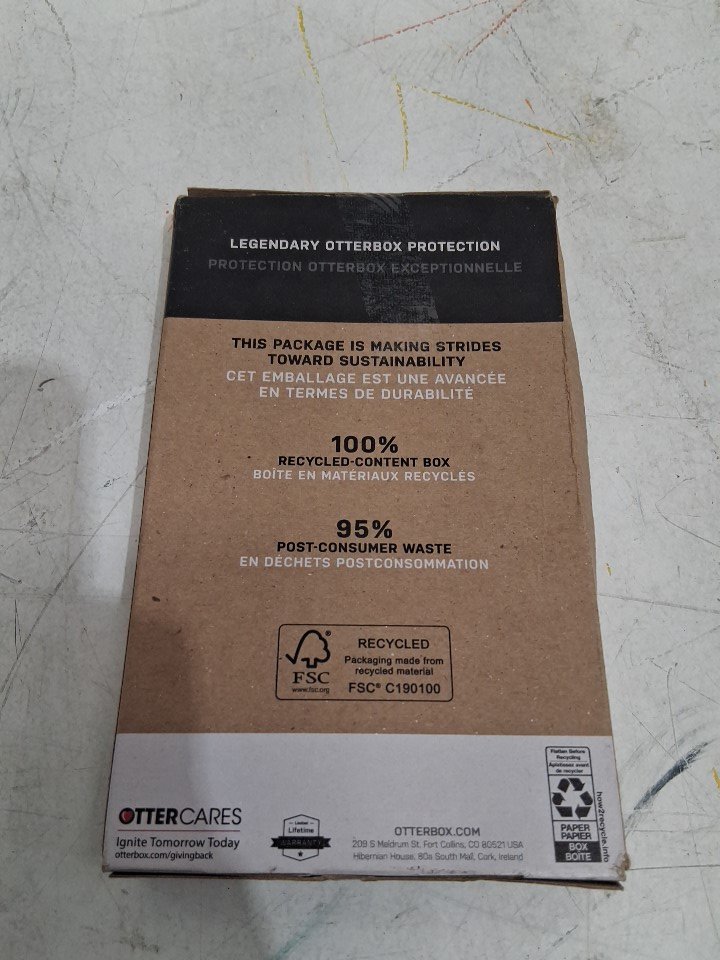 LEGENDARY OTTERBOX PROTECTION
PROTECTION OTTERBOX EXCEPTIONNELLE
THIS PACKAGE IS MAKING STRIDES
TOWARD SUSTAINABILITY
CET EMBALLAGE EST UNE AVANCÉE
EN TERMES DE DURABILITÉ
100%
RECYCLED-CONTENT BOX
BOÎTE EN MATÉRIAUX RECYCLÉS
95%
POST-CONSUMER WASTE
EN DÉCHETS POSTCONSOMMATION
FSC
www.fsc.org
RECYCLED
Packaging made from
recycled material
FSC® C190100
OTTERCARES
Ignite Tomorrow Today
otterbox.com/givingback
Limited
Lifetime
WARRANTY
OTTERBOX.COM
209 S Meldrum St. Fort Collins, CO 80521 USA
Hibernian House, 80a South Mall, Cork, Ireland
Flatten Before
Recycling
Aplatissez avant
de recycler
PAPER
PAPIER
BOX
BOÎTE
how2recycle.info